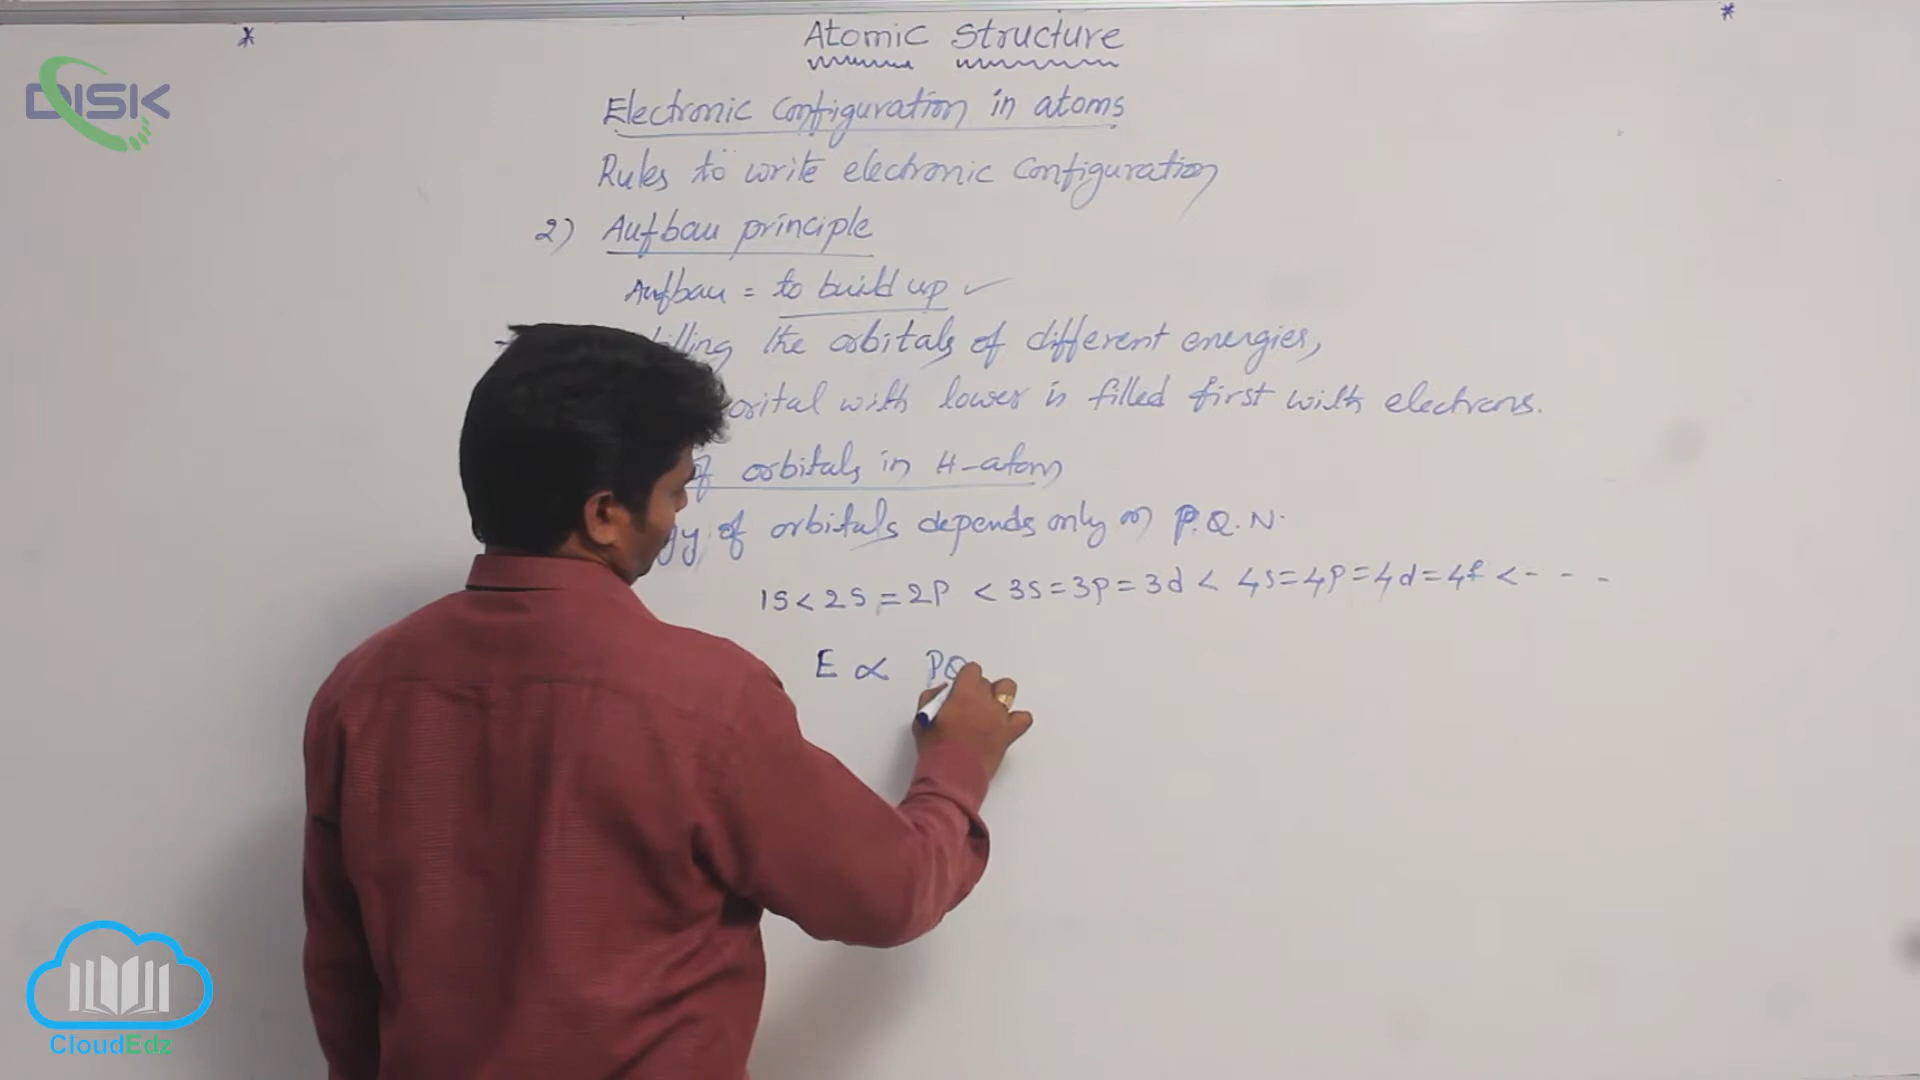 * Atomic Structure *
DISK
Electronic Configuration in atoms
Rules to write electronic Configuration
2) Aufbau principle
Aufbau = to build up ✓
the orbitals of different energies,
with lower is filled first with electrons.
of orbitals in H-atom
of orbitals depends only on P.Q.N.
1s < 2s = 2p < 3s = 3p = 3d < 4s = 4p = 4d = 4f < - - -
E ∝ PQ
CloudEdz